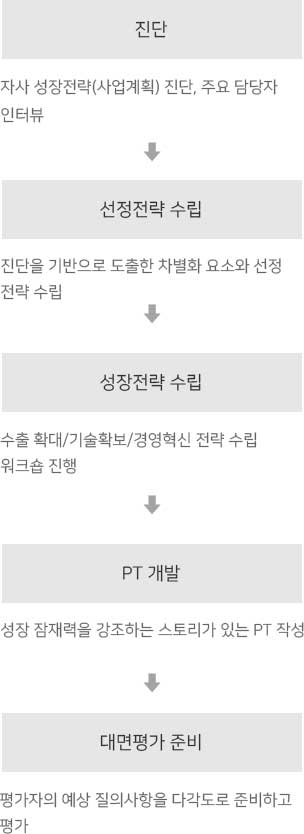 진단
자사 성장전략(사업계획) 진단, 주요 담당자
인터뷰
선정전략 수립
진단을 기반으로 도출한 차별화 요소와 선정
전략 수립
성장전략 수립
수출 확대/기술확보/경영혁신 전략 수립
워크숍 진행
PT 개발
성장 잠재력을 강조하는 스토리가 있는 PT 작성
대면평가 준비
평가자의 예상 질의사항을 다각도로 준비하고
평가